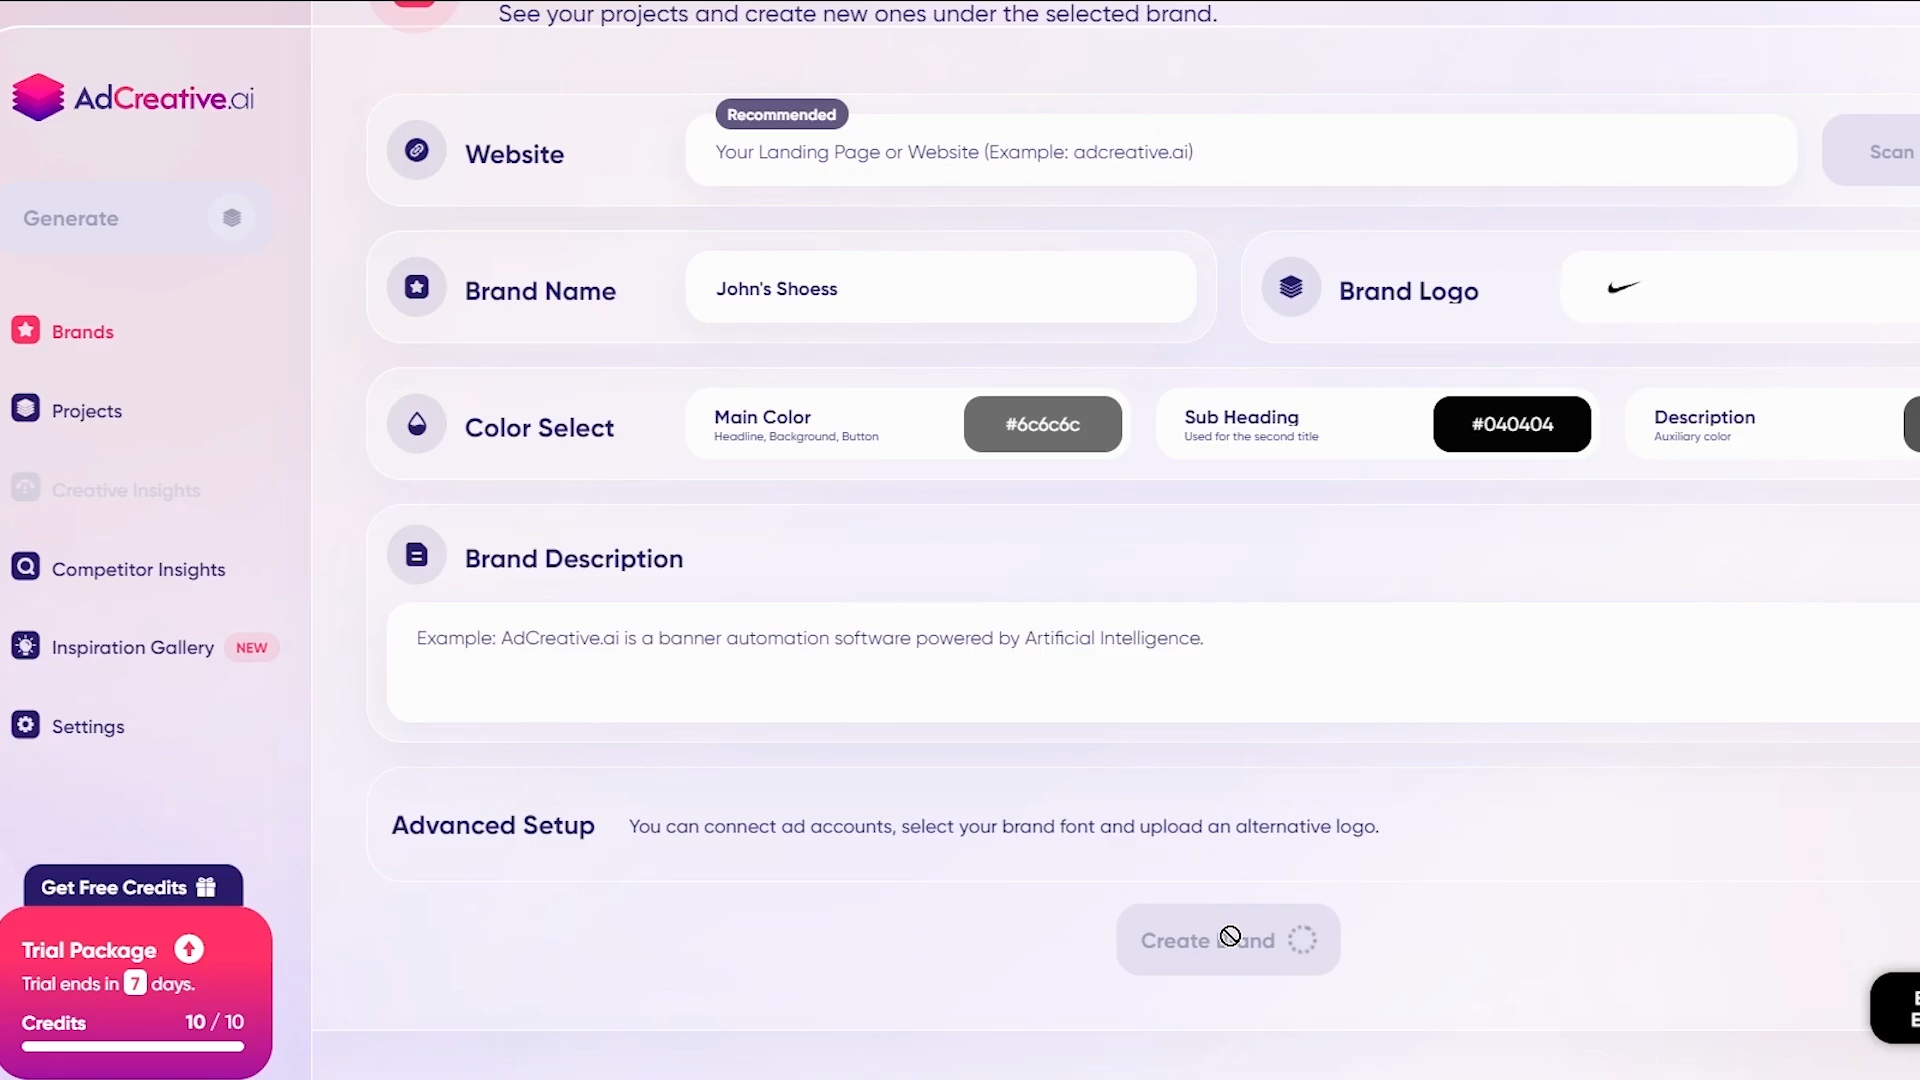 See your projects and create new ones under the selected brand.
AdCreative.ai
Generate
Brands
Projects
Creative Insights
Competitor Insights
Inspiration Gallery NEW
Settings
Get Free Credits
Trial Package
Trial ends in 7 days.
Credits 10 / 10
Website
Recommended
Your Landing Page or Website (Example: adcreative.ai)
Scan
Brand Name
John's Shoess
Brand Logo
Color Select
Main Color
Headline, Background, Button
#6c6c6c
Sub Heading
Used for the second title
#040404
Description
Auxiliary color
Brand Description
Example: AdCreative.ai is a banner automation software powered by Artificial Intelligence.
Advanced Setup
You can connect ad accounts, select your brand font and upload an alternative logo.
Create Brand